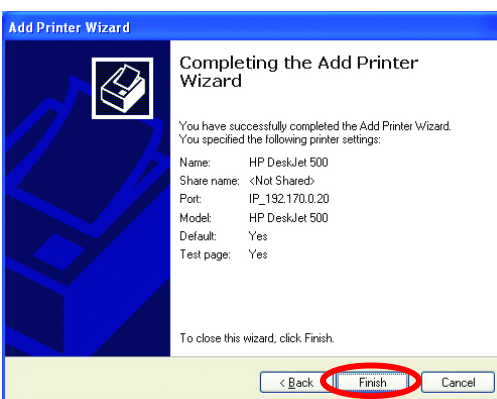 Add Printer Wizard
Completing the Add Printer
Wizard
You have successfully completed the Add Printer Wizard.
You specified the following printer settings:
Name: HP DeskJet 500
Share name: <Not Shared>
Port: IP_192.170.0.20
Model: HP DeskJet 500
Default: Yes
Test page: Yes
To close this wizard, click Finish.
< Back Finish Cancel